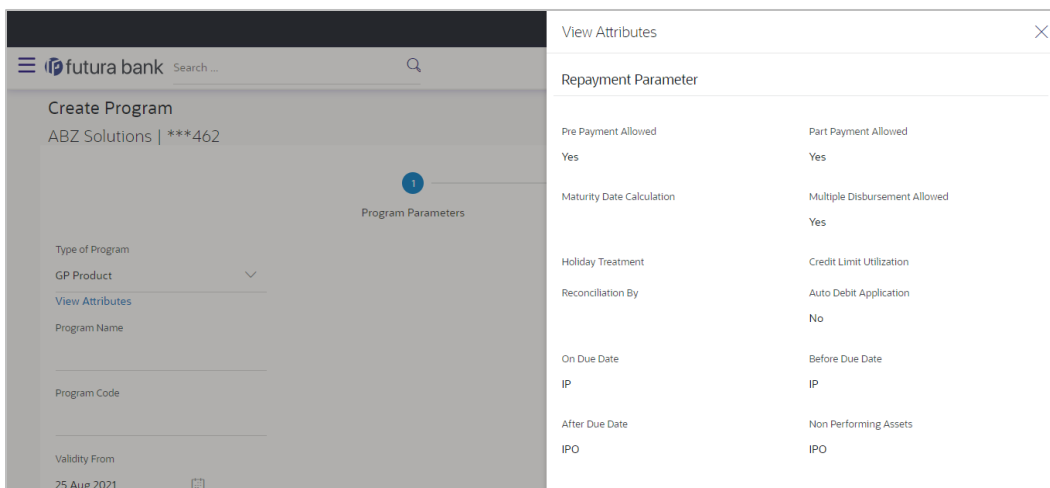 futura bank Search ...
Create Program
ABZ Solutions | ***462
1
Program Parameters
Type of Program
GP Product
View Attributes
Program Name
Program Code
Validity From
25 Aug 2021
View Attributes
Repayment Parameter
Pre Payment Allowed Part Payment Allowed
Yes Yes
Maturity Date Calculation Multiple Disbursement Allowed
Yes
Holiday Treatment Credit Limit Utilization
Reconciliation By Auto Debit Application
No
On Due Date Before Due Date
IP IP
After Due Date Non Performing Assets
IPO IPO